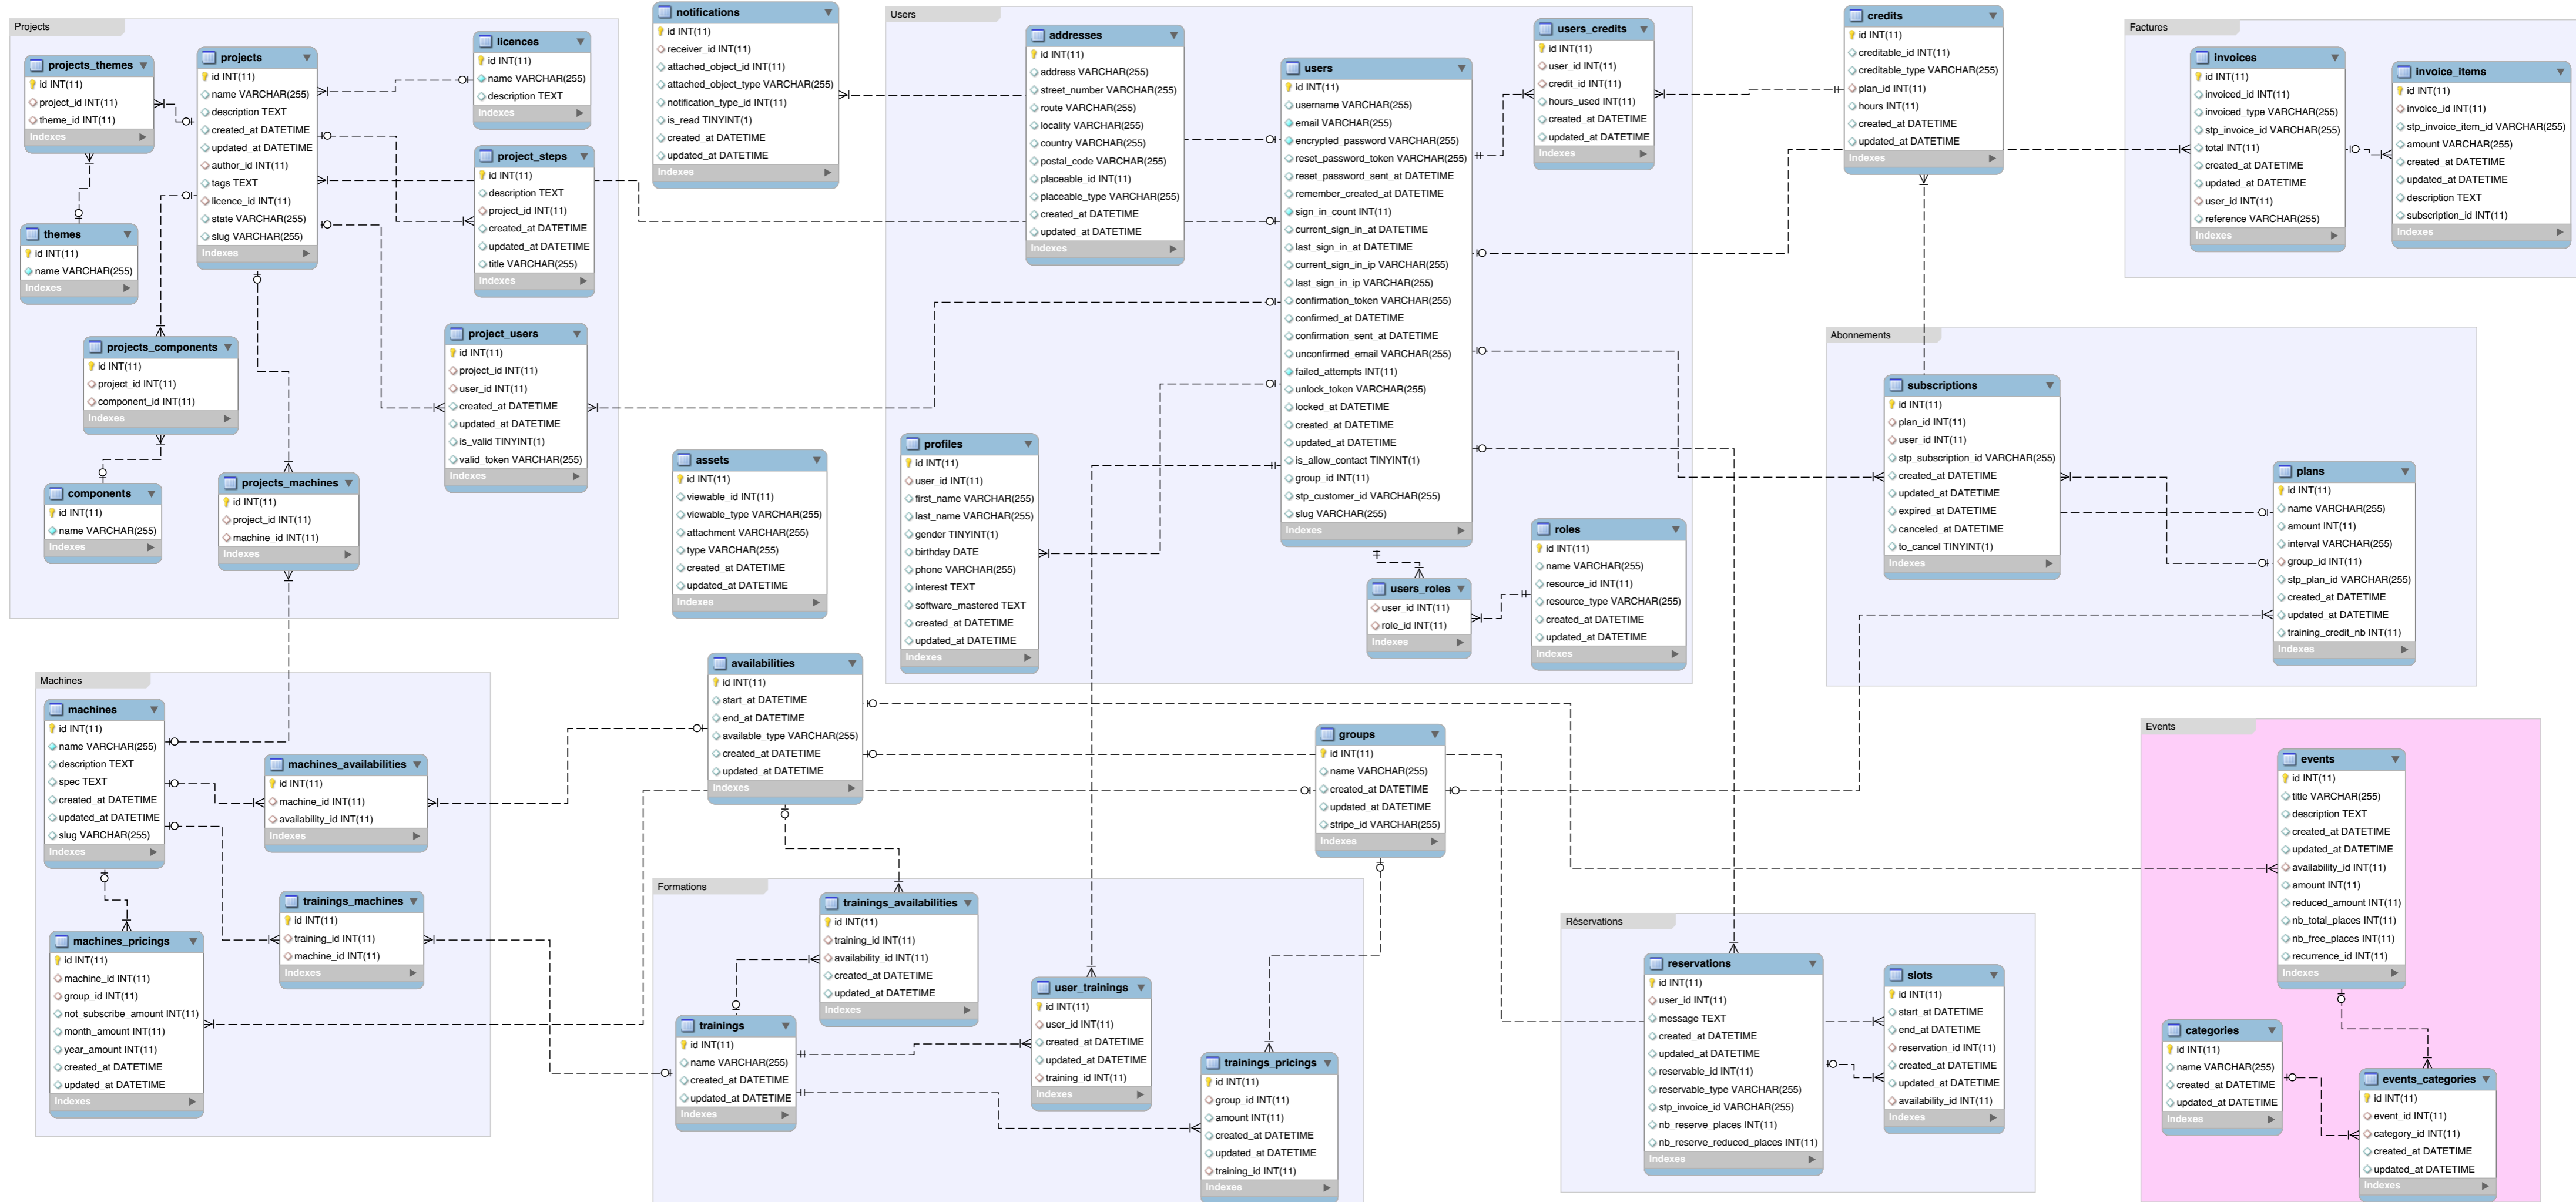 Projects
projects_themes
id INT(11)
project_id INT(11)
theme_id INT(11)
Indexes
projects
id INT(11)
name VARCHAR(255)
description TEXT
created_at DATETIME
updated_at DATETIME
author_id INT(11)
tags TEXT
licence_id INT(11)
state VARCHAR(255)
slug VARCHAR(255)
Indexes
licences
id INT(11)
name VARCHAR(255)
description TEXT
Indexes
project_steps
id INT(11)
description TEXT
project_id INT(11)
created_at DATETIME
updated_at DATETIME
title VARCHAR(255)
Indexes
themes
id INT(11)
name VARCHAR(255)
Indexes
projects_components
id INT(11)
project_id INT(11)
component_id INT(11)
Indexes
project_users
id INT(11)
project_id INT(11)
user_id INT(11)
created_at DATETIME
updated_at DATETIME
is_valid TINYINT(1)
valid_token VARCHAR(255)
Indexes
components
id INT(11)
name VARCHAR(255)
Indexes
projects_machines
id INT(11)
project_id INT(11)
machine_id INT(11)
Indexes
notifications
id INT(11)
receiver_id INT(11)
attached_object_id INT(11)
attached_object_type VARCHAR(255)
notification_type_id INT(11)
is_read TINYINT(1)
created_at DATETIME
updated_at DATETIME
Indexes
Users
addresses
id INT(11)
address VARCHAR(255)
street_number VARCHAR(255)
route VARCHAR(255)
locality VARCHAR(255)
country VARCHAR(255)
postal_code VARCHAR(255)
placeable_id INT(11)
placeable_type VARCHAR(255)
created_at DATETIME
updated_at DATETIME
Indexes
users
id INT(11)
username VARCHAR(255)
email VARCHAR(255)
encrypted_password VARCHAR(255)
reset_password_token VARCHAR(255)
reset_password_sent_at DATETIME
remember_created_at DATETIME
sign_in_count INT(11)
current_sign_in_at DATETIME
last_sign_in_at DATETIME
current_sign_in_ip VARCHAR(255)
last_sign_in_ip VARCHAR(255)
confirmation_token VARCHAR(255)
confirmed_at DATETIME
confirmation_sent_at DATETIME
unconfirmed_email VARCHAR(255)
failed_attempts INT(11)
unlock_token VARCHAR(255)
locked_at DATETIME
created_at DATETIME
updated_at DATETIME
is_allow_contact TINYINT(1)
group_id INT(11)
stp_customer_id VARCHAR(255)
slug VARCHAR(255)
Indexes
users_credits
id INT(11)
user_id INT(11)
credit_id INT(11)
hours_used INT(11)
created_at DATETIME
updated_at DATETIME
Indexes
profiles
id INT(11)
user_id INT(11)
first_name VARCHAR(255)
last_name VARCHAR(255)
gender TINYINT(1)
birthday DATE
phone VARCHAR(255)
interest TEXT
software_mastered TEXT
created_at DATETIME
updated_at DATETIME
Indexes
users_roles
user_id INT(11)
role_id INT(11)
Indexes
roles
id INT(11)
name VARCHAR(255)
resource_id INT(11)
resource_type VARCHAR(255)
created_at DATETIME
updated_at DATETIME
Indexes
assets
id INT(11)
viewable_id INT(11)
viewable_type VARCHAR(255)
attachment VARCHAR(255)
type VARCHAR(255)
created_at DATETIME
updated_at DATETIME
Indexes
credits
id INT(11)
creditable_id INT(11)
creditable_type VARCHAR(255)
plan_id INT(11)
hours INT(11)
created_at DATETIME
updated_at DATETIME
Indexes
Factures
invoices
id INT(11)
invoiced_id INT(11)
invoiced_type VARCHAR(255)
stp_invoice_id VARCHAR(255)
total INT(11)
created_at DATETIME
updated_at DATETIME
user_id INT(11)
reference VARCHAR(255)
Indexes
invoice_items
id INT(11)
invoice_id INT(11)
stp_invoice_item_id VARCHAR(255)
amount VARCHAR(255)
created_at DATETIME
updated_at DATETIME
description TEXT
subscription_id INT(11)
Indexes
Abonnements
subscriptions
id INT(11)
plan_id INT(11)
user_id INT(11)
stp_subscription_id VARCHAR(255)
created_at DATETIME
updated_at DATETIME
expired_at DATETIME
canceled_at DATETIME
to_cancel TINYINT(1)
Indexes
plans
id INT(11)
name VARCHAR(255)
amount INT(11)
interval VARCHAR(255)
group_id INT(11)
stp_plan_id VARCHAR(255)
created_at DATETIME
updated_at DATETIME
training_credit_nb INT(11)
Indexes
Machines
machines
id INT(11)
name VARCHAR(255)
description TEXT
spec TEXT
created_at DATETIME
updated_at DATETIME
slug VARCHAR(255)
Indexes
machines_availabilities
id INT(11)
machine_id INT(11)
availability_id INT(11)
Indexes
trainings_machines
id INT(11)
training_id INT(11)
machine_id INT(11)
Indexes
machines_pricings
id INT(11)
machine_id INT(11)
group_id INT(11)
not_subscribe_amount INT(11)
month_amount INT(11)
year_amount INT(11)
created_at DATETIME
updated_at DATETIME
Indexes
availabilities
id INT(11)
start_at DATETIME
end_at DATETIME
available_type VARCHAR(255)
created_at DATETIME
updated_at DATETIME
Indexes
groups
id INT(11)
name VARCHAR(255)
created_at DATETIME
updated_at DATETIME
stripe_id VARCHAR(255)
Indexes
Formations
trainings_availabilities
id INT(11)
training_id INT(11)
availability_id INT(11)
created_at DATETIME
updated_at DATETIME
Indexes
trainings
id INT(11)
name VARCHAR(255)
created_at DATETIME
updated_at DATETIME
Indexes
user_trainings
id INT(11)
user_id INT(11)
created_at DATETIME
updated_at DATETIME
training_id INT(11)
Indexes
trainings_pricings
id INT(11)
group_id INT(11)
amount INT(11)
created_at DATETIME
updated_at DATETIME
training_id INT(11)
Indexes
Réservations
reservations
id INT(11)
user_id INT(11)
message TEXT
created_at DATETIME
updated_at DATETIME
reservable_id INT(11)
reservable_type VARCHAR(255)
stp_invoice_id VARCHAR(255)
nb_reserve_places INT(11)
nb_reserve_reduced_places INT(11)
Indexes
slots
id INT(11)
start_at DATETIME
end_at DATETIME
reservation_id INT(11)
created_at DATETIME
updated_at DATETIME
availability_id INT(11)
Indexes
Events
events
id INT(11)
title VARCHAR(255)
description TEXT
created_at DATETIME
updated_at DATETIME
availability_id INT(11)
amount INT(11)
reduced_amount INT(11)
nb_total_places INT(11)
nb_free_places INT(11)
recurrence_id INT(11)
Indexes
categories
id INT(11)
name VARCHAR(255)
created_at DATETIME
updated_at DATETIME
Indexes
events_categories
id INT(11)
event_id INT(11)
category_id INT(11)
created_at DATETIME
updated_at DATETIME
Indexes